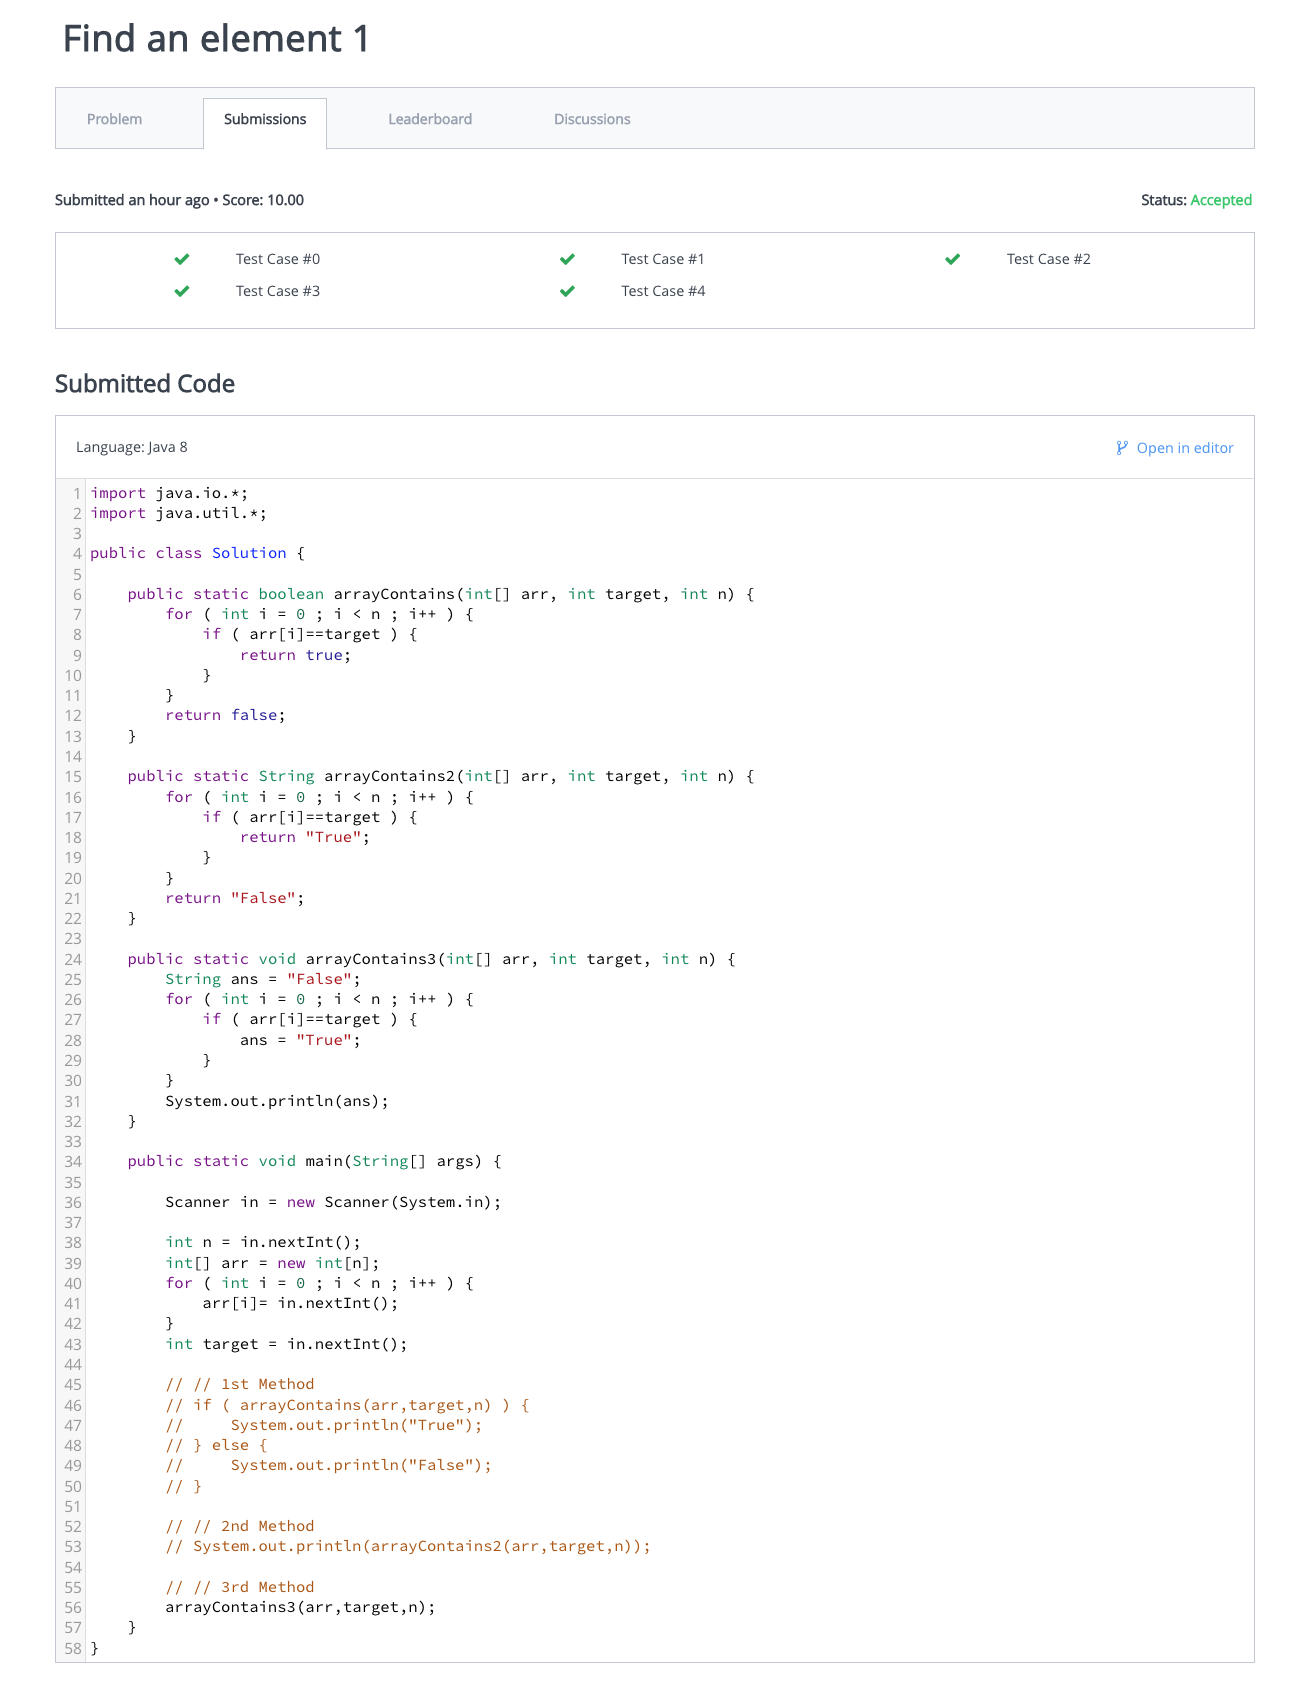 Find an element 1
Problem Submissions Leaderboard Discussions
Submitted an hour ago • Score: 10.00 Status: Accepted
Test Case #0 Test Case #1 Test Case #2
Test Case #3 Test Case #4
Submitted Code
Language: Java 8 Open in editor
1 import java.io.*;
2 import java.util.*;
3
4 public class Solution {
5
6     public static boolean arrayContains(int[] arr, int target, int n) {
7         for ( int i = 0 ; i < n ; i++ ) {
8             if ( arr[i]==target ) {
9                 return true;
10             }
11         }
12         return false;
13     }
14
15     public static String arrayContains2(int[] arr, int target, int n) {
16         for ( int i = 0 ; i < n ; i++ ) {
17             if ( arr[i]==target ) {
18                 return "True";
19             }
20         }
21         return "False";
22     }
23
24     public static void arrayContains3(int[] arr, int target, int n) {
25         String ans = "False";
26         for ( int i = 0 ; i < n ; i++ ) {
27             if ( arr[i]==target ) {
28                 ans = "True";
29             }
30         }
31         System.out.println(ans);
32     }
33
34     public static void main(String[] args) {
35
36         Scanner in = new Scanner(System.in);
37
38         int n = in.nextInt();
39         int[] arr = new int[n];
40         for ( int i = 0 ; i < n ; i++ ) {
41             arr[i]= in.nextInt();
42         }
43         int target = in.nextInt();
44
45         // // 1st Method
46         // if ( arrayContains(arr,target,n) ) {
47         //     System.out.println("True");
48         // } else {
49         //     System.out.println("False");
50         // }
51
52         // // 2nd Method
53         // System.out.println(arrayContains2(arr,target,n));
54
55         // // 3rd Method
56         arrayContains3(arr,target,n);
57     }
58 }